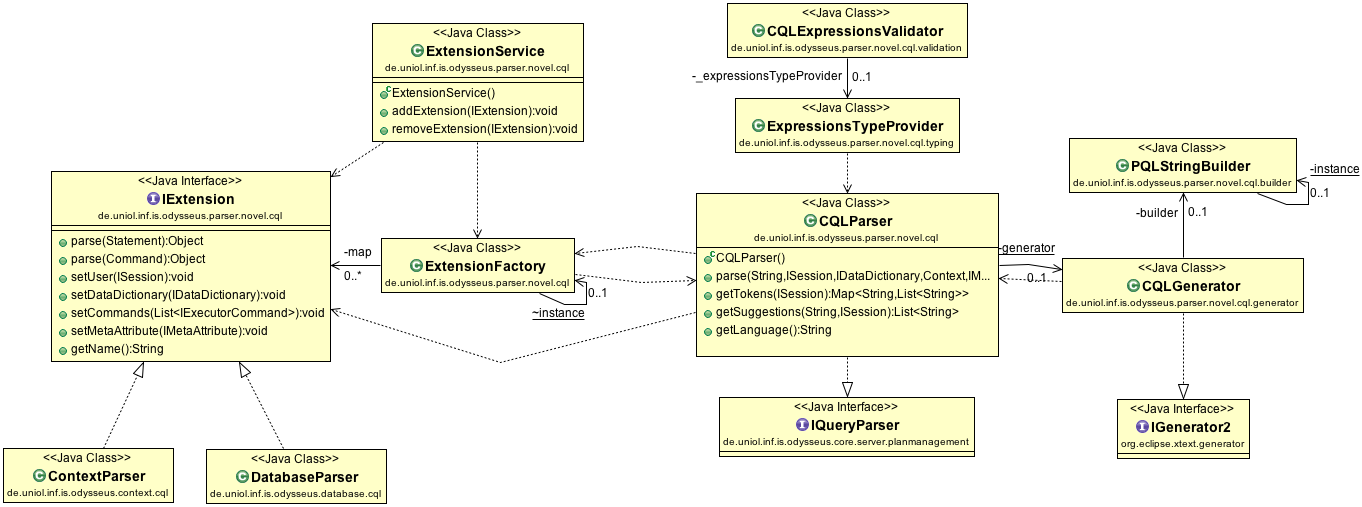 <<Java Class>>
CQLExpressionsValidator
de.uniol.inf.is.odysseus.parser.novel.cql.validation
-_expressionsTypeProvider
0..1
<<Java Class>>
ExpressionsTypeProvider
de.uniol.inf.is.odysseus.parser.novel.cql.typing
<<Java Class>>
ExtensionService
de.uniol.inf.is.odysseus.parser.novel.cql
ExtensionService()
addExtension(IExtension):void
removeExtension(IExtension):void
<<Java Interface>>
IExtension
de.uniol.inf.is.odysseus.parser.novel.cql
parse(Statement):Object
parse(Command):Object
setUser(ISession):void
setDataDictionary(IDataDictionary):void
setCommands(List<IExecutorCommand>):void
setMetaAttribute(IMetaAttribute):void
getName():String
-map
0..*
<<Java Class>>
ExtensionFactory
de.uniol.inf.is.odysseus.parser.novel.cql
0..1
~instance
<<Java Class>>
CQLParser
de.uniol.inf.is.odysseus.parser.novel.cql
CQLParser()
parse(String,ISession,IDataDictionary,Context,IM...
getTokens(ISession):Map<String,List<String>>
getSuggestions(String,ISession):List<String>
getLanguage():String
-generator
0..1
<<Java Class>>
PQLStringBuilder
de.uniol.inf.is.odysseus.parser.novel.cql.builder
-instance
0..1
-builder
0..1
<<Java Class>>
CQLGenerator
de.uniol.inf.is.odysseus.parser.novel.cql.generator
<<Java Class>>
ContextParser
de.uniol.inf.is.odysseus.context.cql
<<Java Class>>
DatabaseParser
de.uniol.inf.is.odysseus.database.cql
<<Java Interface>>
IQueryParser
de.uniol.inf.is.odysseus.core.server.planmanagement
<<Java Interface>>
IGenerator2
org.eclipse.xtext.generator